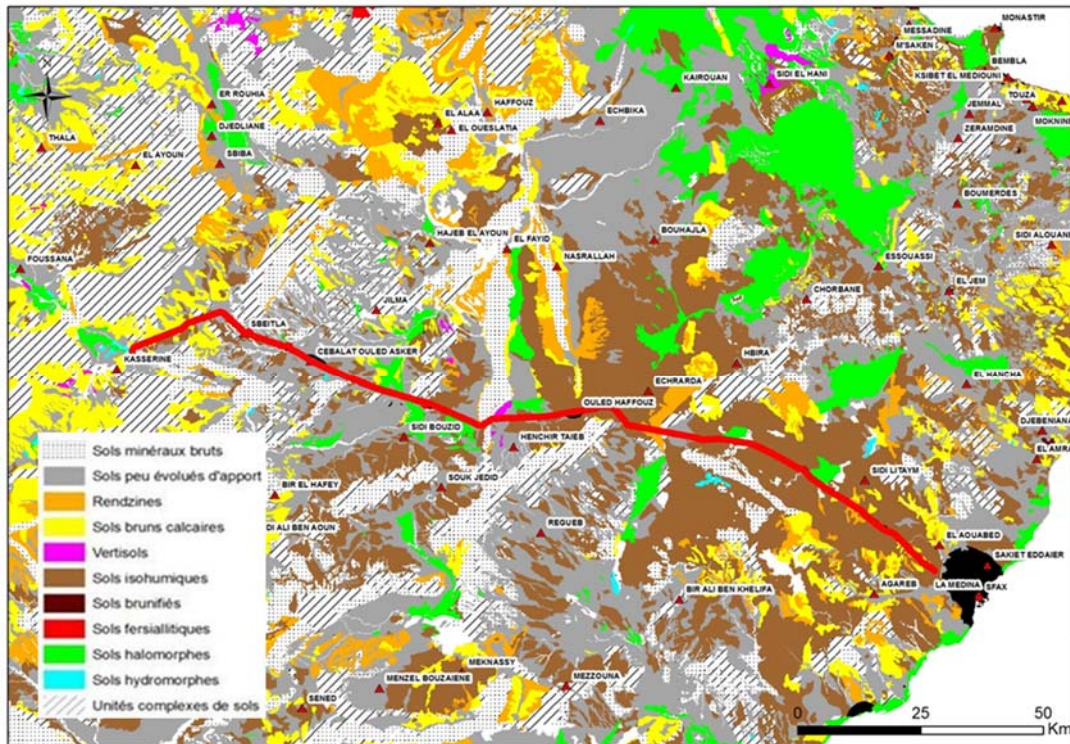 MONASTIR
MESSADINE
M'SAKEN
BEMBLA
SIDI EL HANI
KSIBET EL MEDIOUNI
KAIROUAN
ER ROUHIA
HAFFOUZ
EL ALAA
ECHBIKA
TOUZA
JEMMAL
MOKNINE
DJEDLIANE
EL OUESLATIA
ZERAMDINE
THALA
SBIBA
EL AYOUN
BOUMERDES
HAJEB EL AYOUN
EL FAYID
BOUHAJLA
SIDI ALOUANE
FOUSSANA
NASRALLAH
ESSOUASSI
EL JEM
JILMA
CHORBANE
SBEITLA
CEBALAT OULED ASKER
KASSERINE
HBIRA
EL HANCHA
ECHRARDA
OULED HAFFOUZ
DJEBENIANA
SIDI BOUZID
HENCHIR TAIEB
EL AMRA
SIDI LITAYM
BIR EL HAFEY
SOUK JEDID
DI ALI BEN AOUN
REGUEB
EL AOUABED
SAKIET EDDAIER
AGAREB
LA MEDINA
SFAX
BIR ALI BEN KHELIFA
MEKNASSY
MENZEL BOUZAIENE
MEZZOUNA
SENED
Sols minéraux bruts
Sols peu évolués d'apport
Rendzines
Sols bruns calcaires
Vertisols
Sols isohumiques
Sols brunifiés
Sols fersiallitiques
Sols halomorphes
Sols hydromorphes
Unités complexes de sols
0 25 50
Km